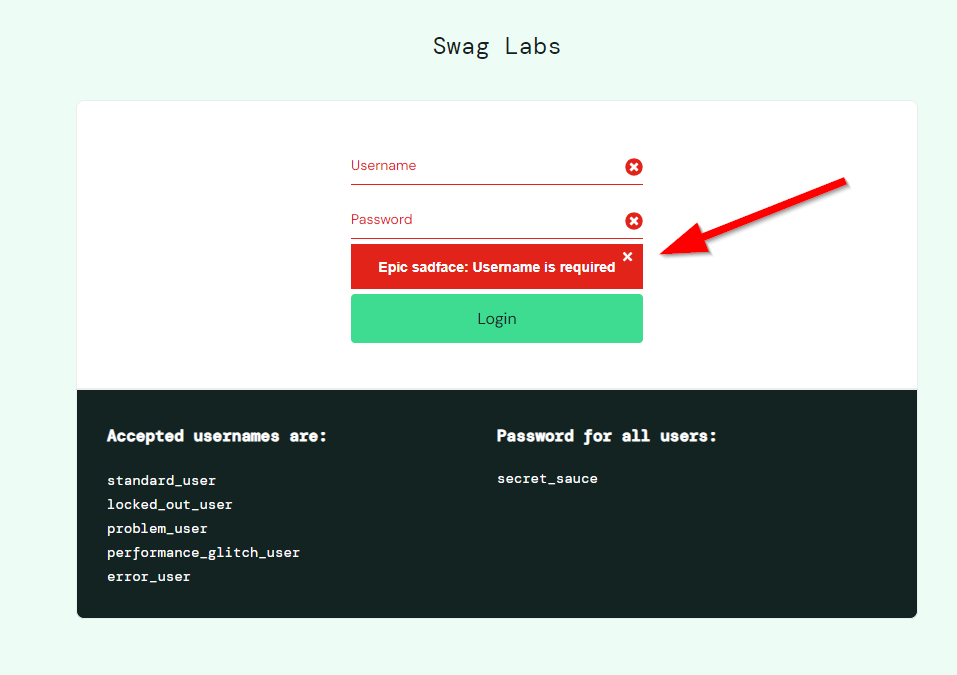 Swag Labs
Username
Password
Epic sadface: Username is required
Login
Accepted usernames are:
standard_user
locked_out_user
problem_user
performance_glitch_user
error_user
Password for all users:
secret_sauce